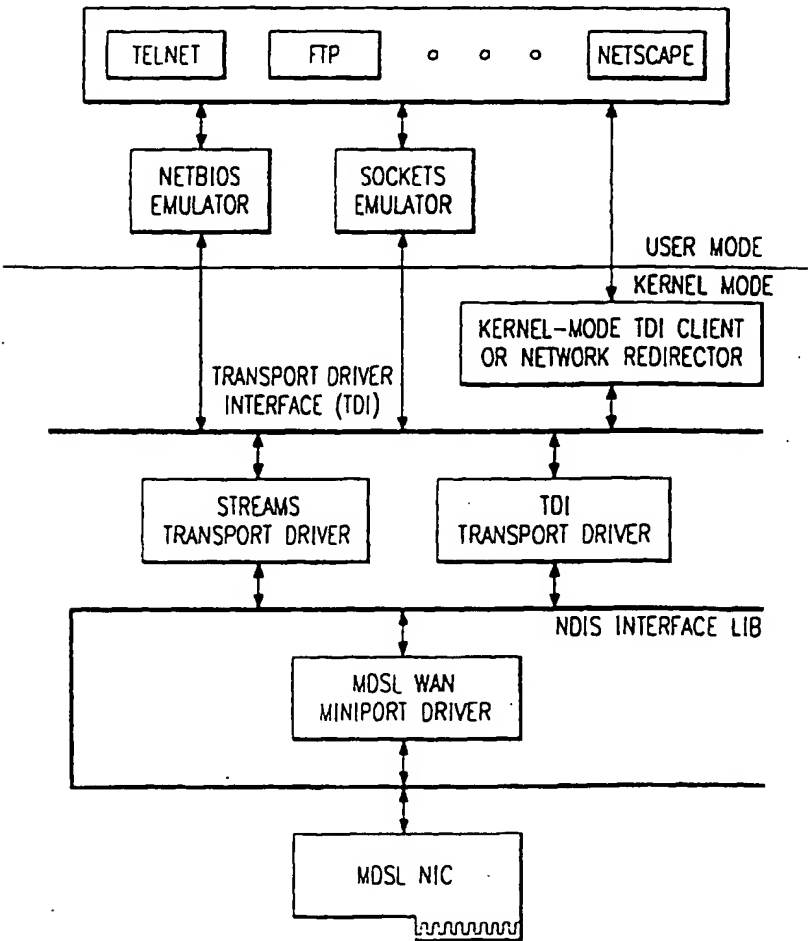 TELNET
FTP
NETSCAPE
NETBIOS
EMULATOR
SOCKETS
EMULATOR
USER MODE
KERNEL MODE
KERNEL-MODE TDI CLIENT
OR NETWORK REDIRECTOR
TRANSPORT DRIVER
INTERFACE (TDI)
STREAMS
TRANSPORT DRIVER
TDI
TRANSPORT DRIVER
NDIS INTERFACE LIB
MDSL WAN
MINIPORT DRIVER
MDSL NIC